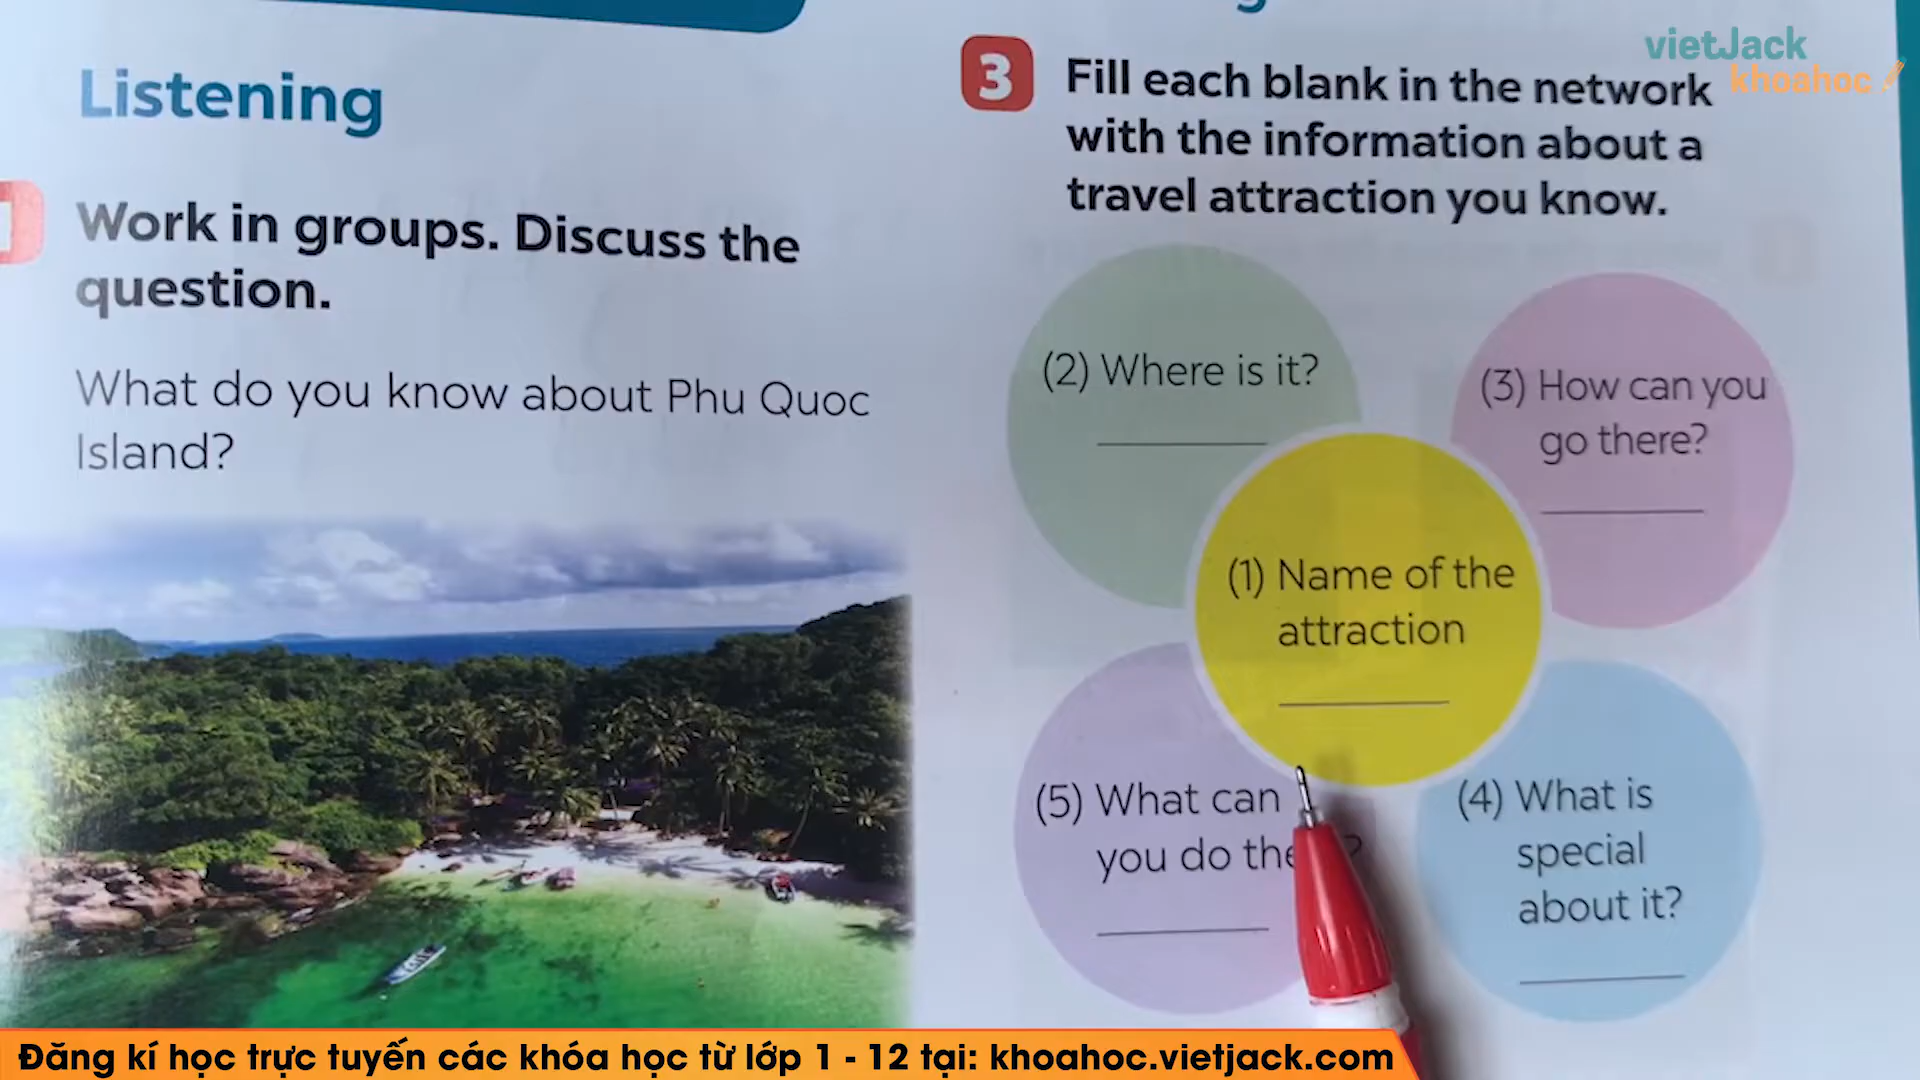 Listening
Work in groups. Discuss the
question.
What do you know about Phu Quoc
Island?
3
Fill each blank in the network
with the information about a
travel attraction you know.
(2) Where is it?
(3) How can you
go there?
(1) Name of the
attraction
(5) What can
you do
(4) What is
special
about it?
vietJack
khoahoc
Đăng kí học trực tuyến các khóa học từ lớp 1 - 12 tại: khoahoc.vietjack.com